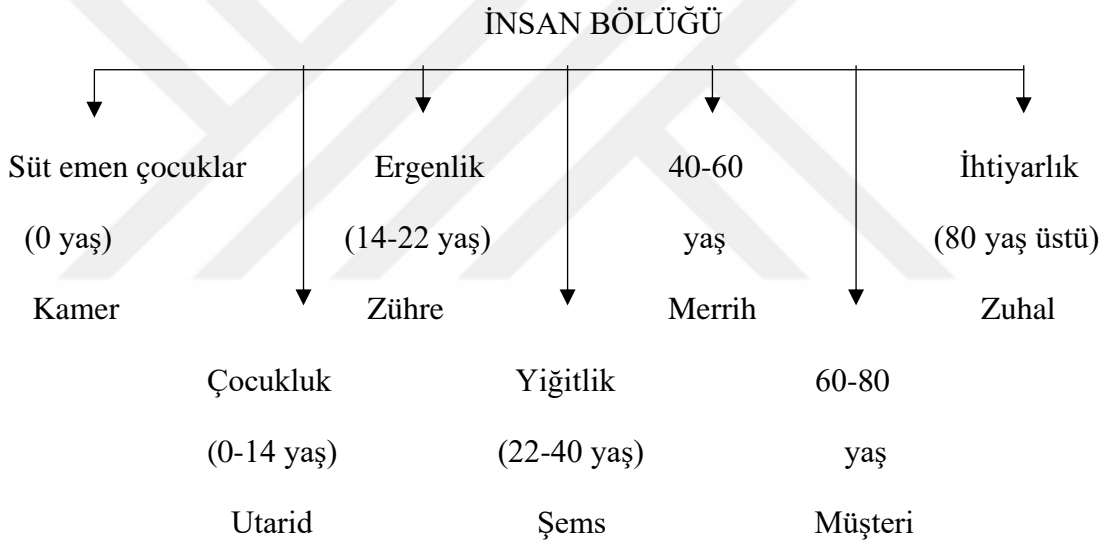 İNSAN BÖLÜĞÜ
Süt emen çocuklar
(0 yaş)
Kamer
Çocukluk
(0-14 yaş)
Utarid
Ergenlik
(14-22 yaş)
Zühre
Yiğitlik
(22-40 yaş)
Şems
40-60
yaş
Merrih
60-80
yaş
Müşteri
İhtiyarlık
(80 yaş üstü)
Zuhal